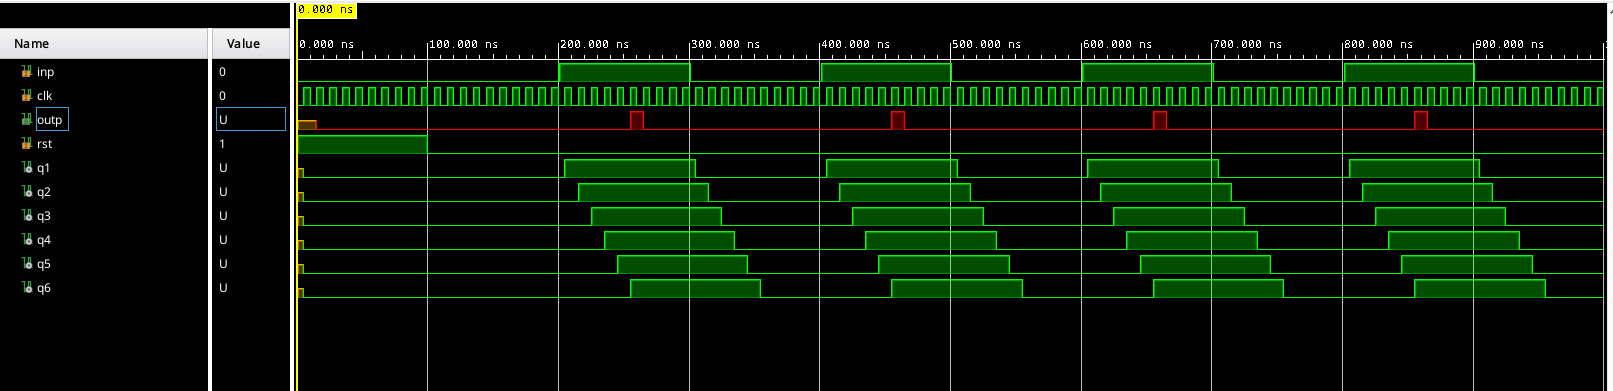 0.000 ns
Name Value
0.000 ns 100.000 ns 200.000 ns 300.000 ns 400.000 ns 500.000 ns 600.000 ns 700.000 ns 800.000 ns 900.000 ns
inp 0
clk 0
outp U
rst 1
q1 U
q2 U
q3 U
q4 U
q5 U
q6 U